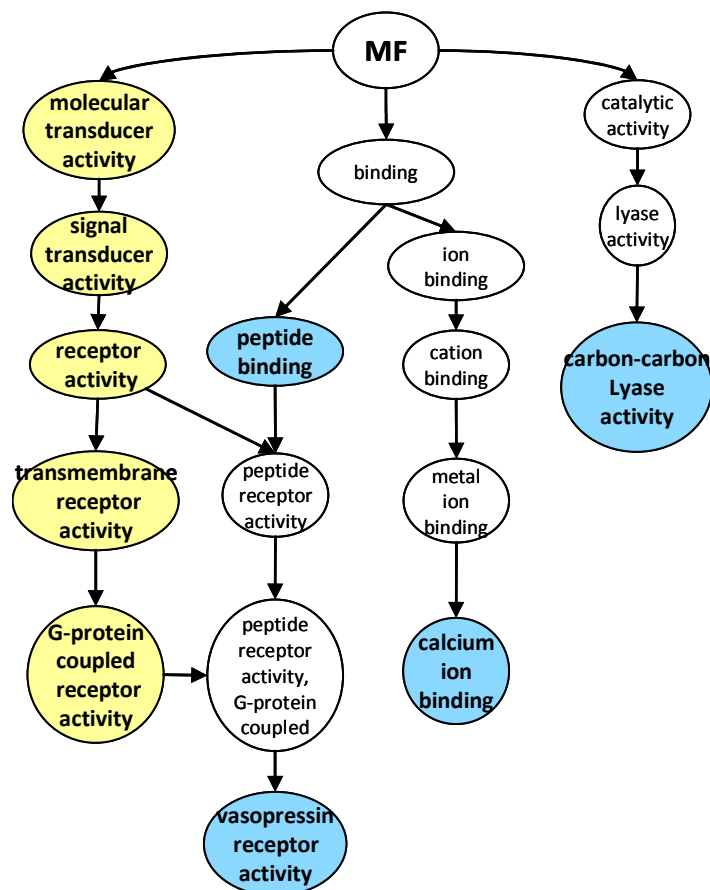 MF
molecular
transducer
activity
catalytic
activity
binding
signal
transducer
activity
lyase
activity
ion
binding
receptor
activity
peptide
binding
cation
binding
carbon-carbon
Lyase
activity
transmembrane
receptor
activity
peptide
receptor
activity
metal
ion
binding
G-protein
coupled
receptor
activity
peptide
receptor
activity,
G-protein
coupled
calcium
ion
binding
vasopressin
receptor
activity